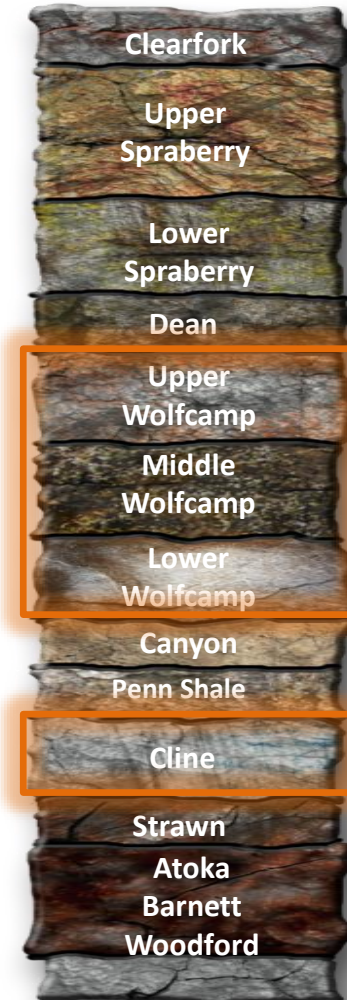 Clearfork
Upper
Spraberry
Lower
Spraberry
Dean
Upper
Wolfcamp
Middle
Wolfcamp
Lower
Wolfcamp
Canyon
Penn Shale
Cline
Strawn
Atoka
Barnett
Woodford